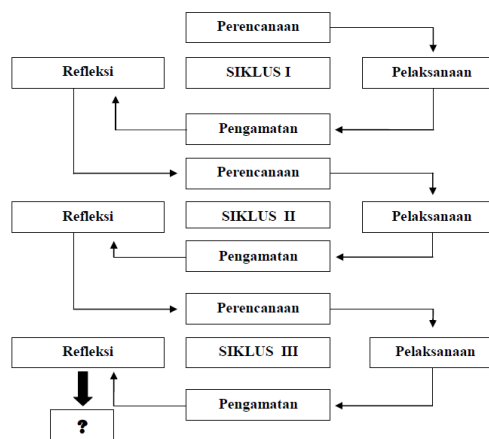 Perencanaan
Refleksi
SIKLUS I
Pelaksanaan
Pengamatan
Perencanaan
Refleksi
SIKLUS II
Pelaksanaan
Pengamatan
Perencanaan
Refleksi
SIKLUS III
Pelaksanaan
Pengamatan
?